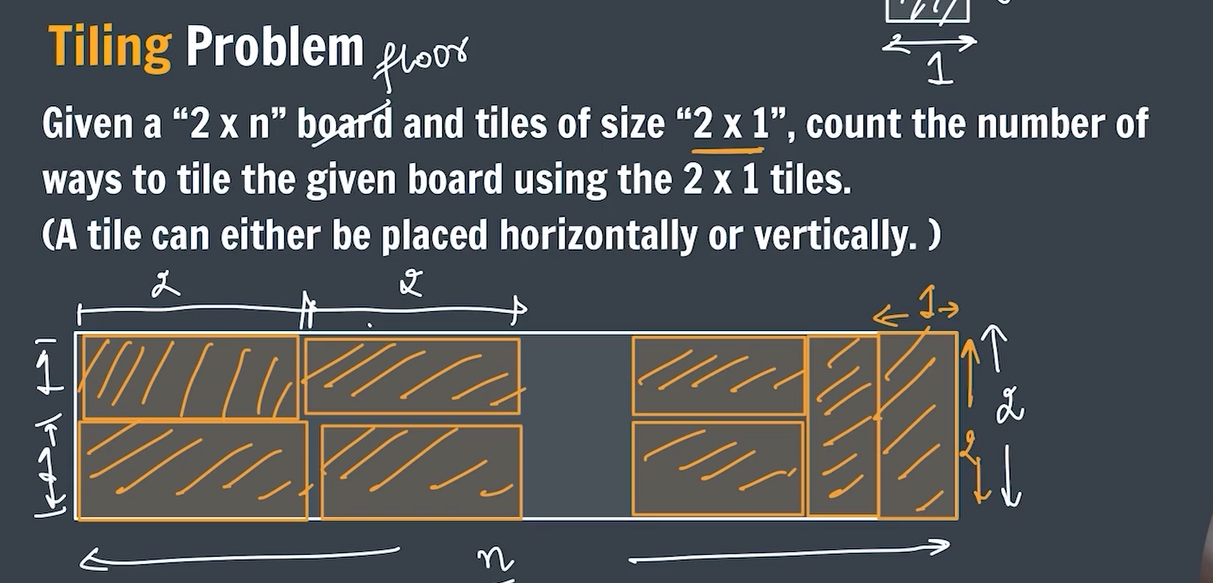 Tiling Problem floor
1
Given a “2 x n” board and tiles of size “2 x 1”, count the number of
ways to tile the given board using the 2 x 1 tiles.
(A tile can either be placed horizontally or vertically. )
2 2 1
1 2
1 2
n